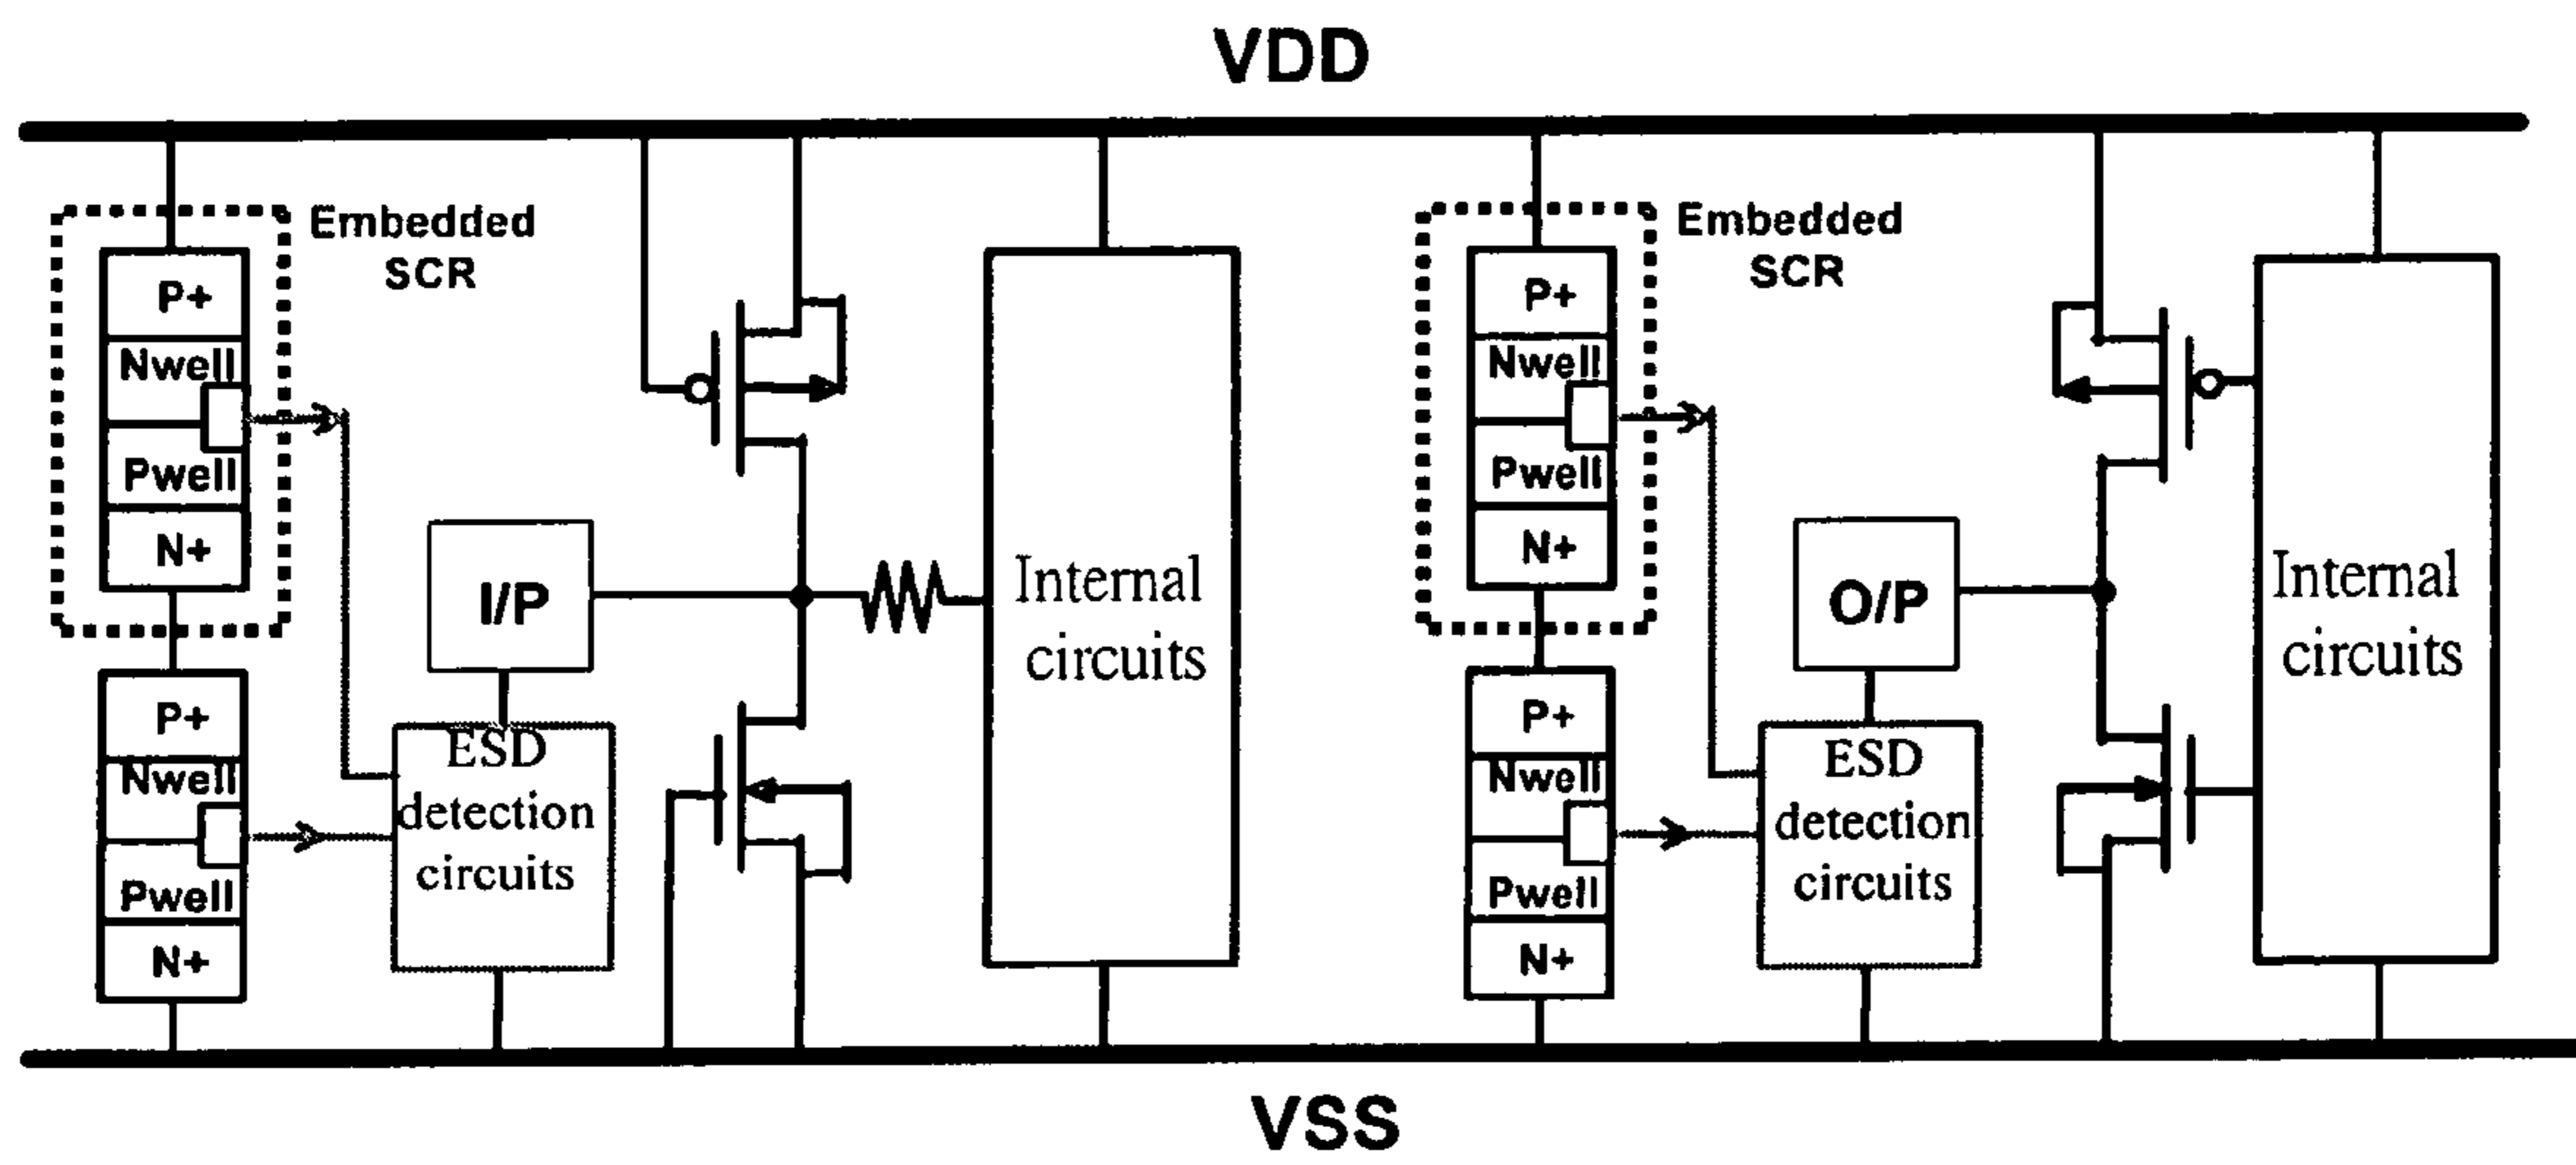 VDD
Embedded
SCR
P+
Nwell
Pwell
N+
P+
Nwell
Pwell
N+
I/P
ESD
detection
circuits
Internal
circuits
Embedded
SCR
P+
Nwell
Pwell
N+
P+
Nwell
Pwell
N+
O/P
ESD
detection
circuits
Internal
circuits
VSS